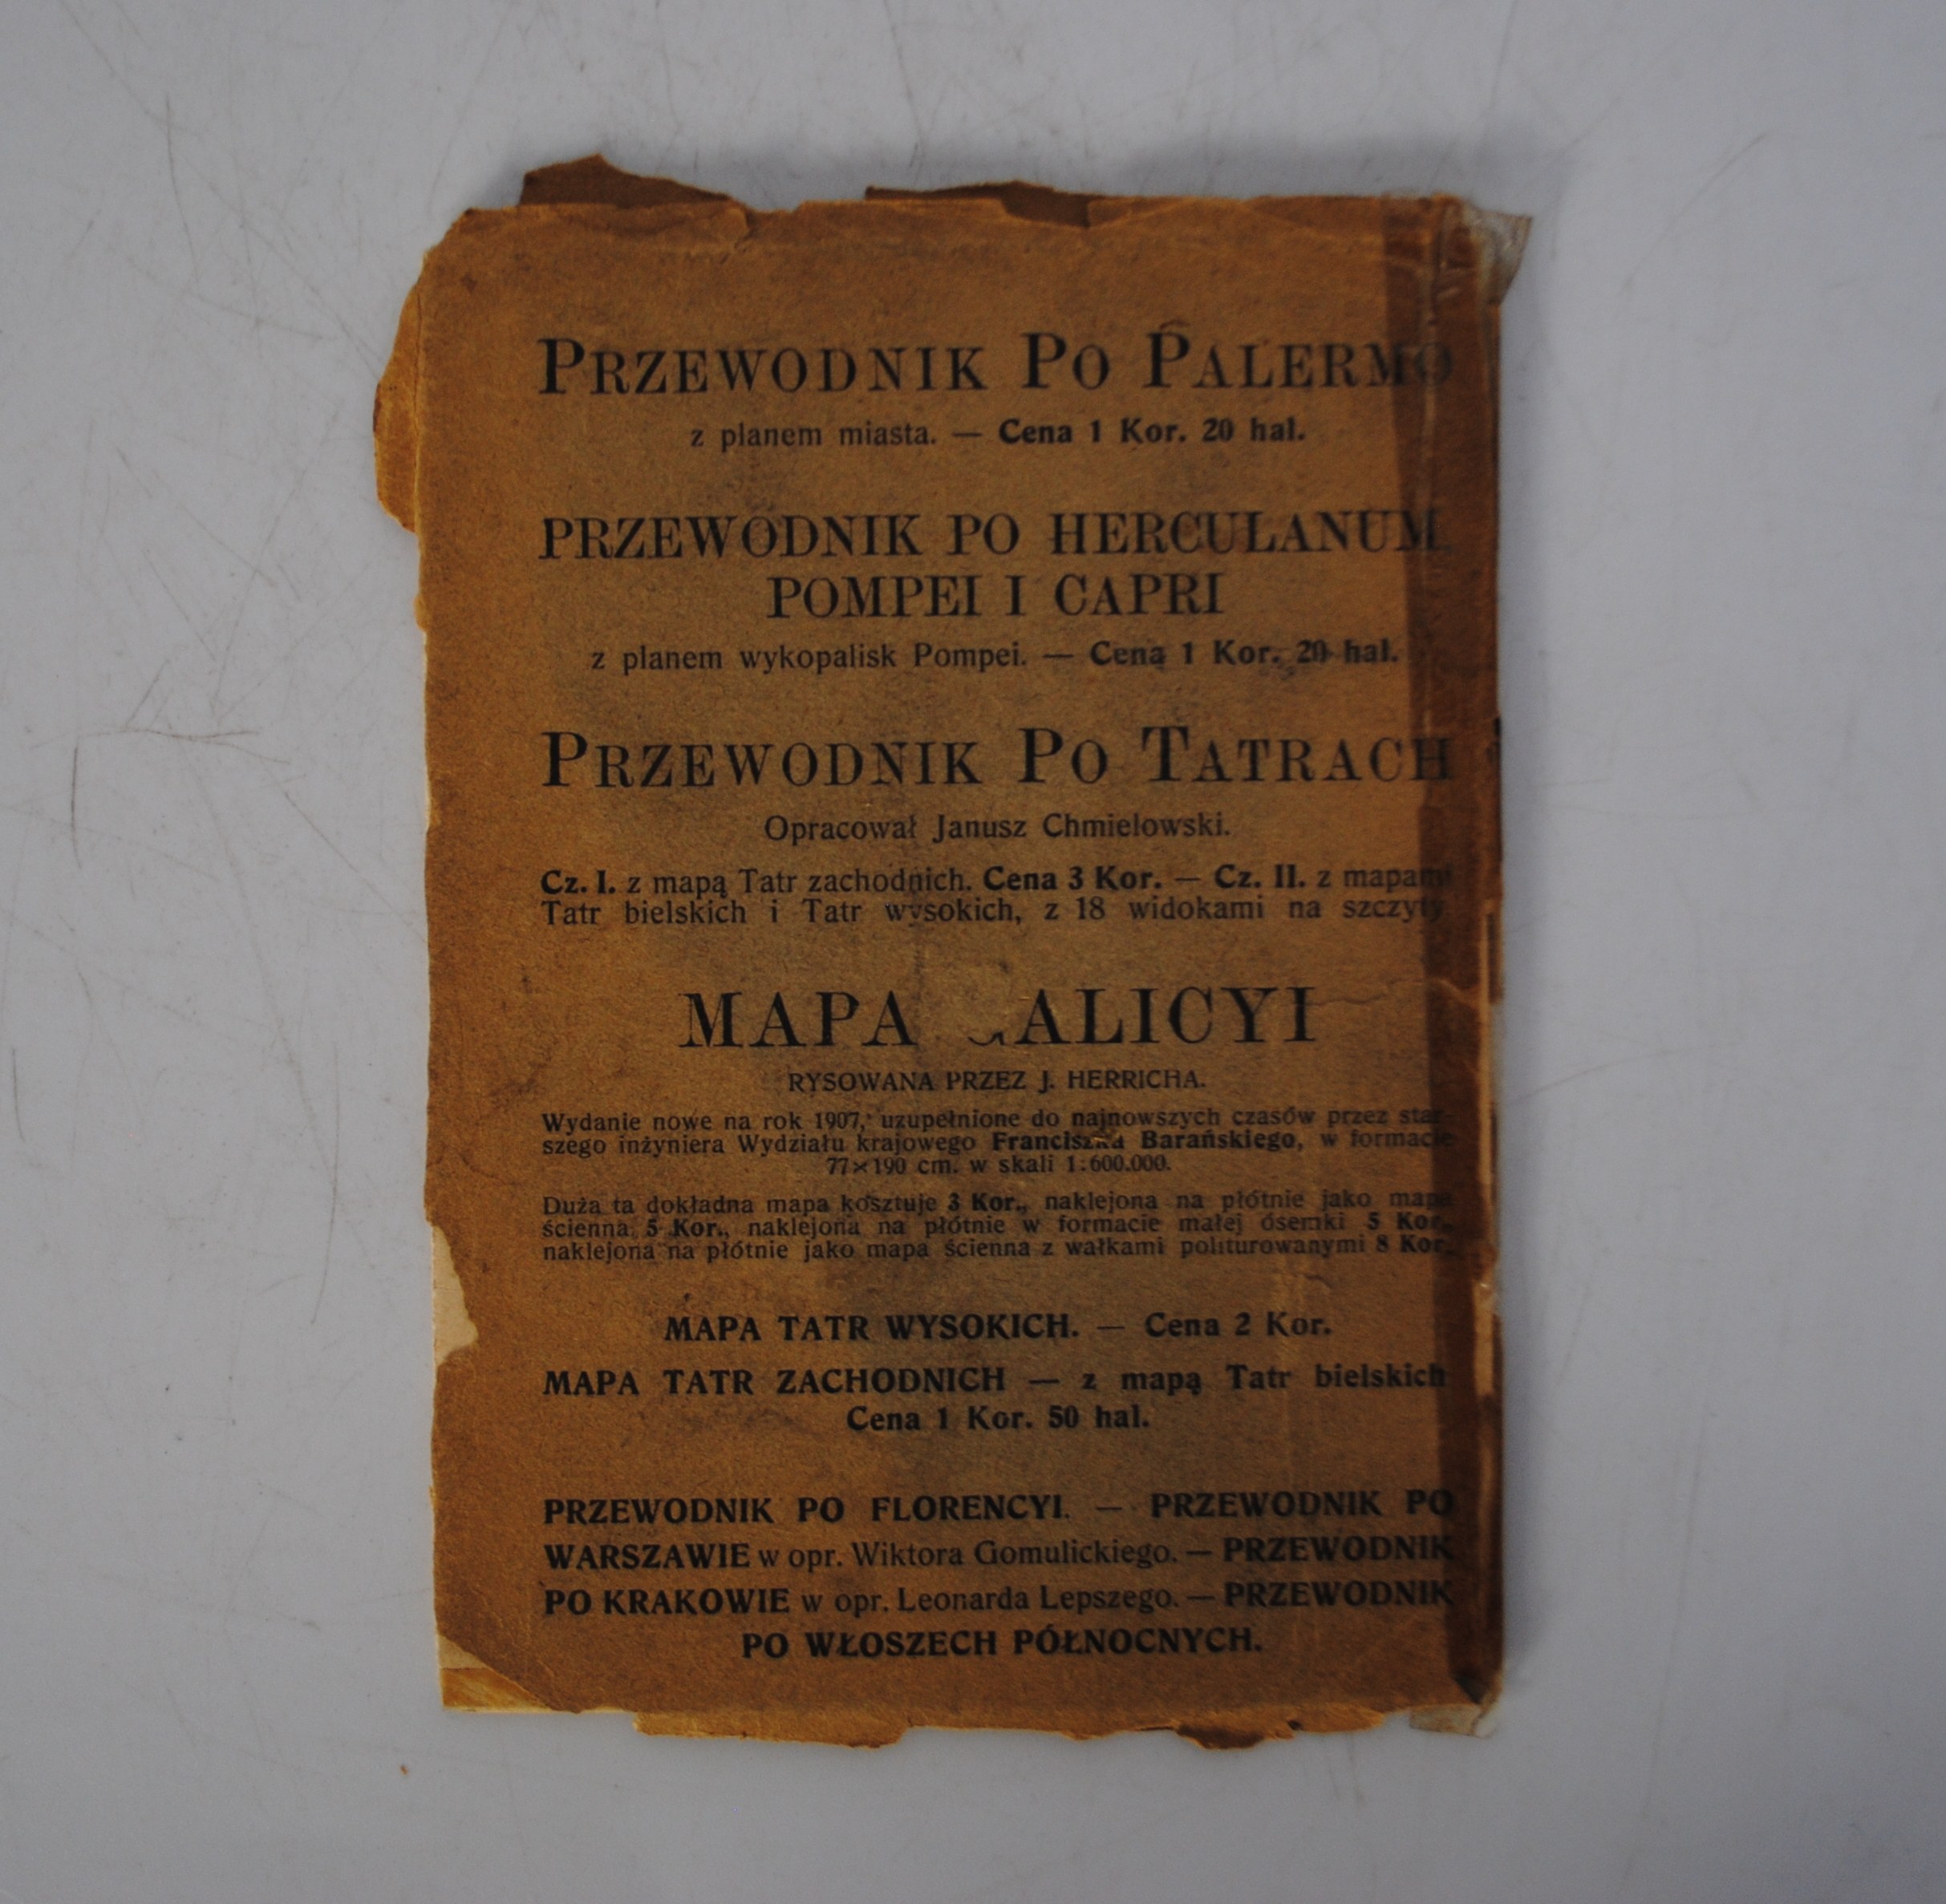 PRZEWODNIK PO PALERMO
z planem miasta. — Cena 1 Kor. 20 hal.
PRZEWODNIK PO HERCULANUM,
POMPEI I CAPRI
z planem wykopalisk Pompei. — Cena 1 Kor. 20 hal.
PRZEWODNIK PO TATRACH
Opracował Janusz Chmielowski.
Cz. I. z mapą Tatr zachodnich. Cena 3 Kor. — Cz. II. z mapami
Tatr bielskich i Tatr wysokich, z 18 widokami na szczyty.
MAPA GALICYI
RYSOWANA PRZEZ J. HERRICHA.
Wydanie nowe na rok 1907, uzupełnione do najnowszych czasów przez star-
szego inżyniera Wydziału krajowego Franciszka Barańskiego, w formacie
77×190 cm. w skali 1:600.000.
Duża ta dokładna mapa kosztuje 3 Kor., naklejona na płótnie jako mapa
ścienna 5 Kor., naklejona na płótnie w formacie małej ósemki 5 Kor.,
naklejona na płótnie jako mapa ścienna z wałkami politurowanymi 8 Kor.
MAPA TATR WYSOKICH. — Cena 2 Kor.
MAPA TATR ZACHODNICH — z mapą Tatr bielskich
Cena 1 Kor. 50 hal.
PRZEWODNIK PO FLORENCYI. — PRZEWODNIK PO
WARSZAWIE w opr. Wiktora Gomulickiego. — PRZEWODNIK
PO KRAKOWIE w opr. Leonarda Lepszego. — PRZEWODNIK
PO WŁOSZECH PÓŁNOCNYCH.